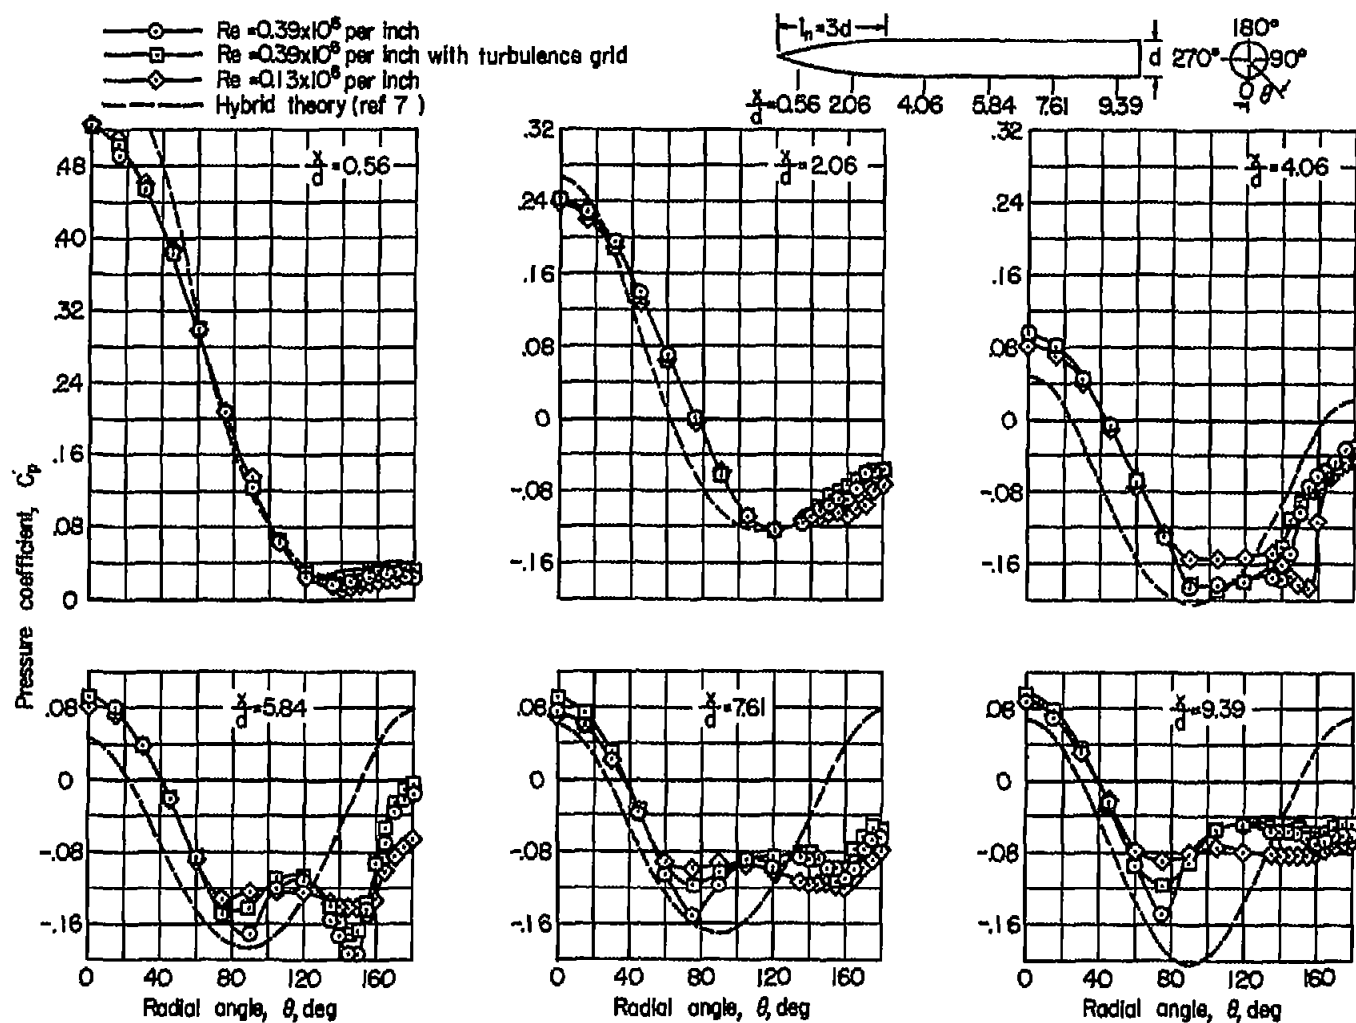 Re =0.39x10⁶ per inch
Re =0.39x10⁶ per inch with turbulence grid
Re =0.13x10⁶ per inch
Hybrid theory (ref 7 )
lₙ=3d
d
180°
270° 90°
0 θ
x/d=0.56 2.06 4.06 5.84 7.61 9.39
x/d=0.56
.48
.40
.32
.24
.16
.08
0
x/d=2.06
.32
.24
.16
.08
0
-.08
-.16
x/d=4.06
.32
.24
.16
.08
0
-.08
-.16
Pressure coefficient, C'p
x/d=5.84
.08
0
-.08
-.16
0 40 80 120 160
Radial angle, θ, deg
x/d=7.61
.08
0
-.08
-.16
0 40 80 120 160
Radial angle, θ, deg
x/d=9.39
.08
0
-.08
-.16
0 40 80 120 160
Radial angle, θ, deg